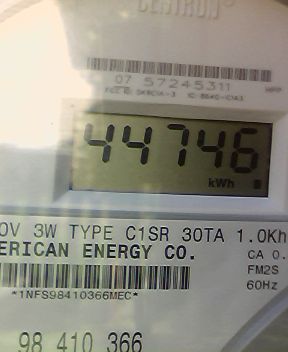 CENTRON®
07 57245311
44746
kWh
0V 3W TYPE C1SR 30TA 1.0Kh
ERICAN ENERGY CO. CA 0.
FM2S
*1NFS98410366MEC* 60Hz
98 410 366